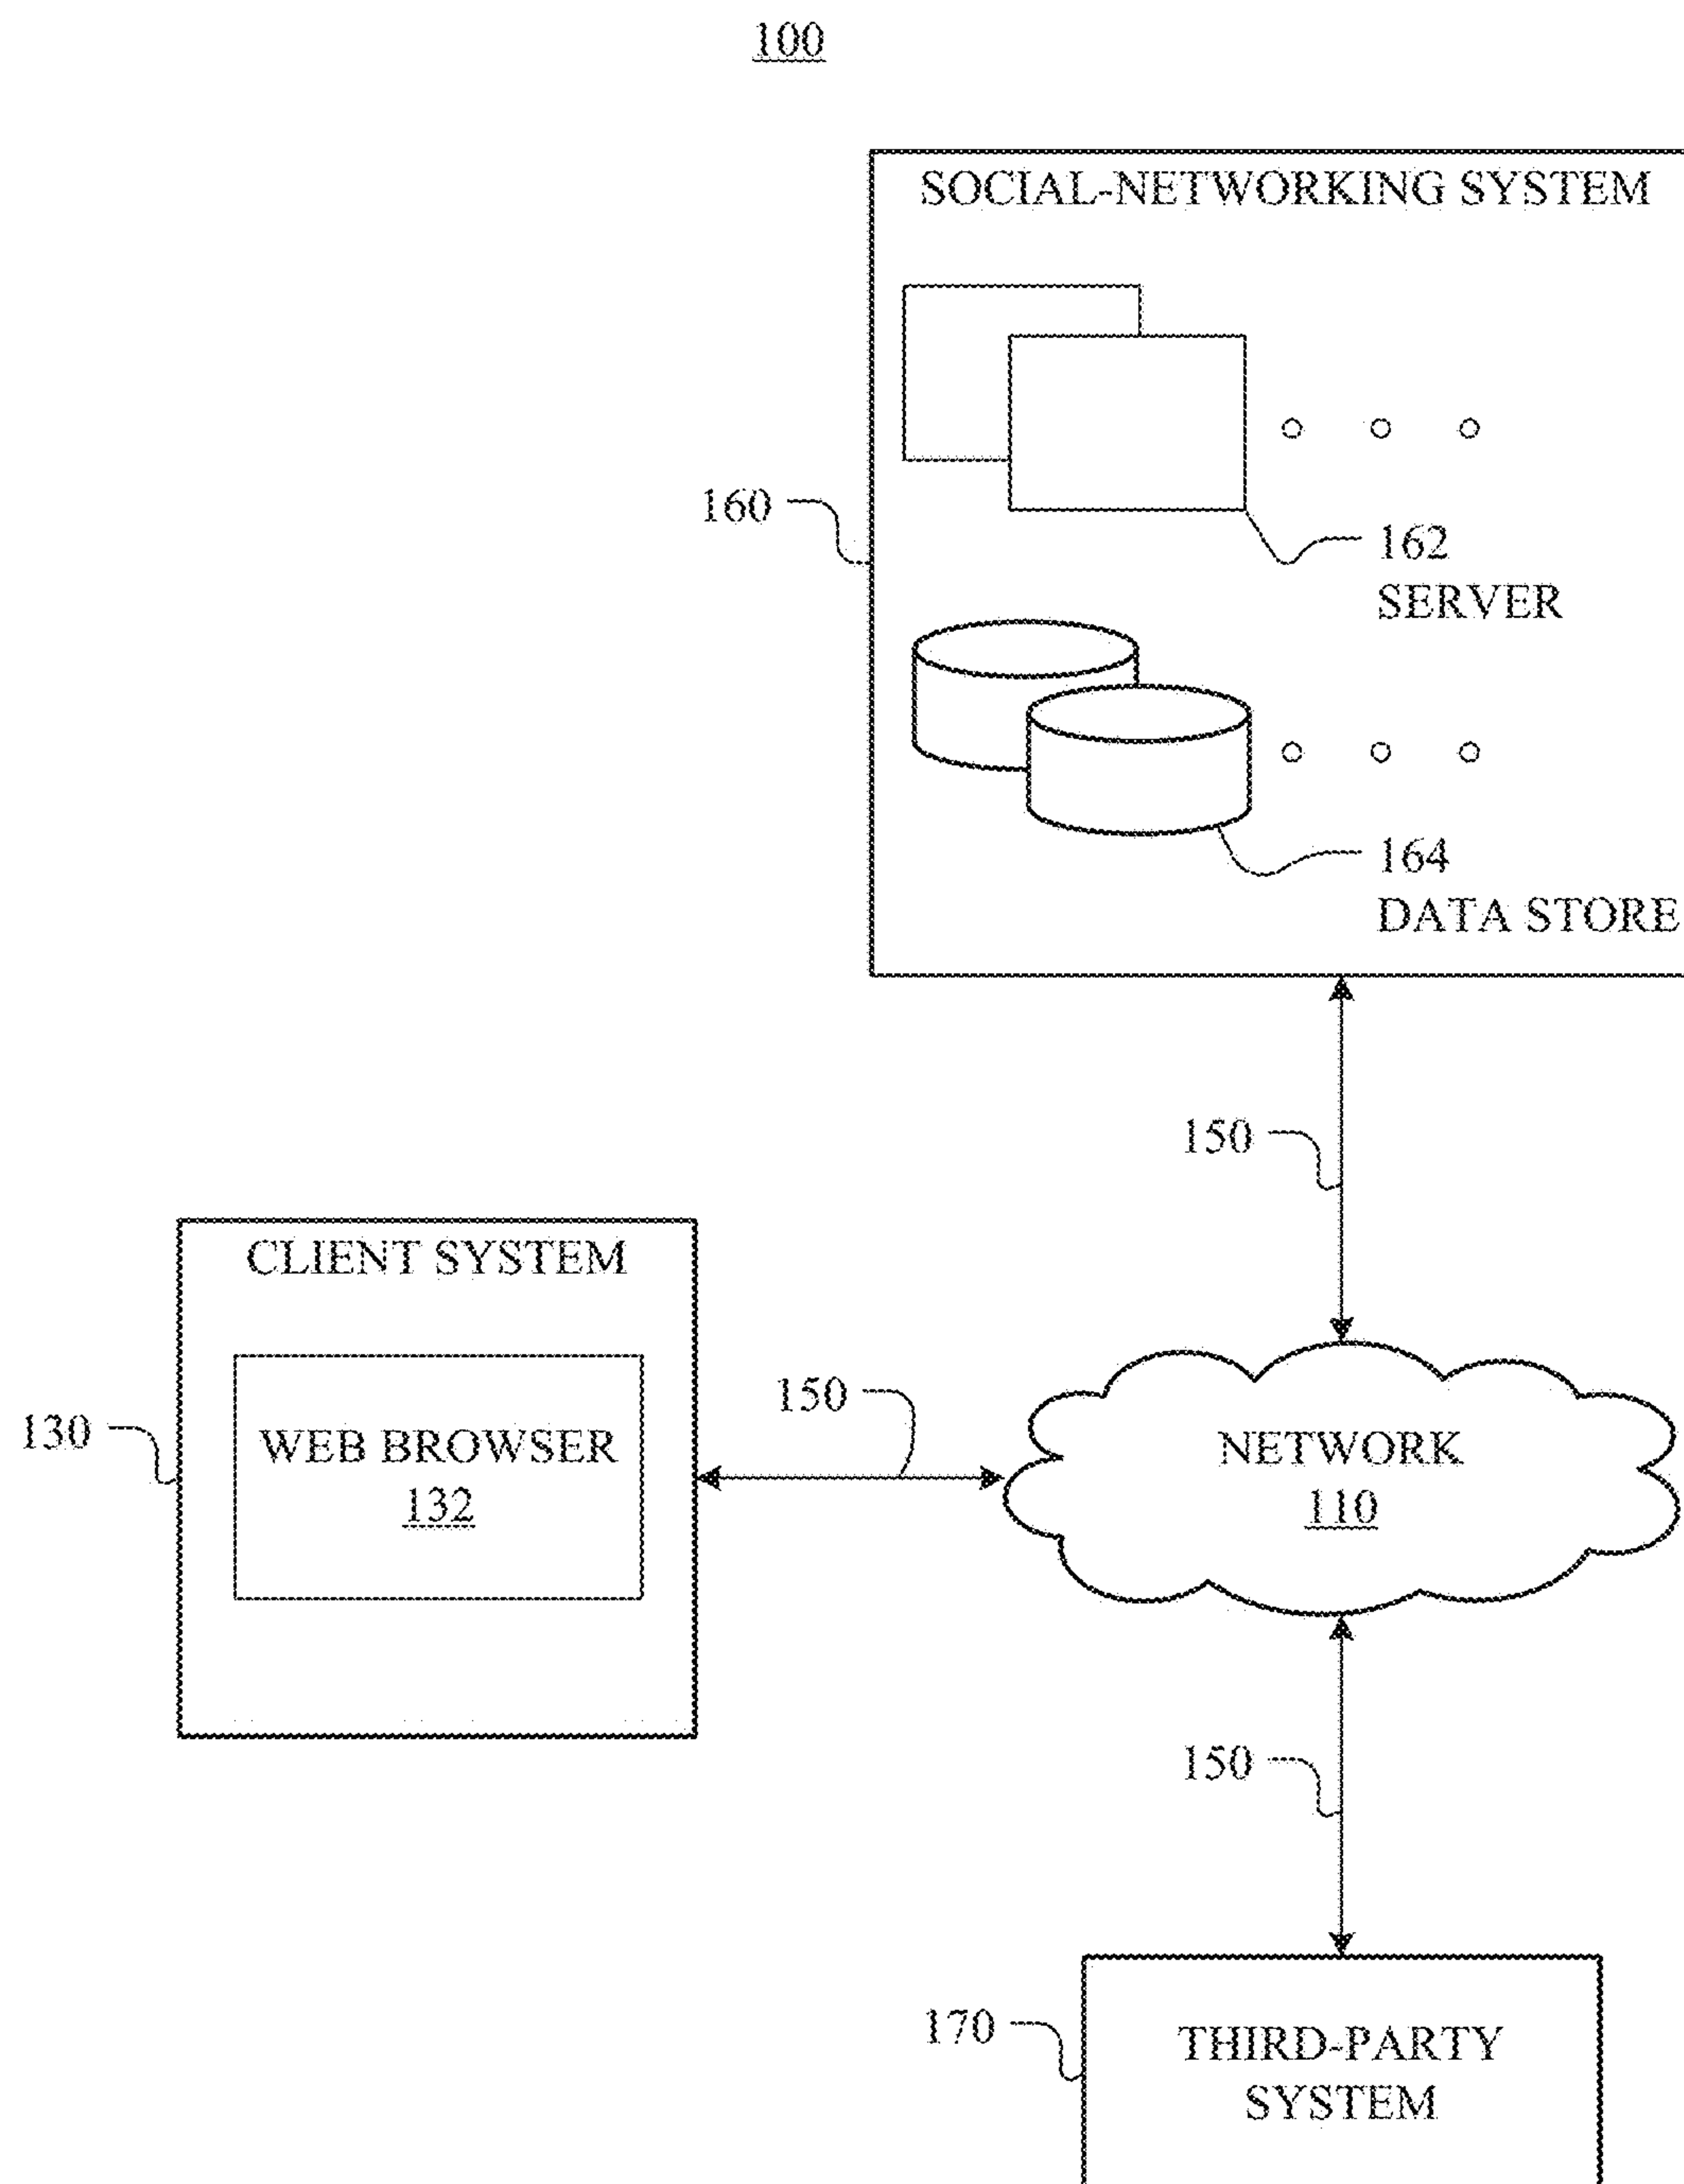 100
SOCIAL-NETWORKING SYSTEM
160
162
SERVER
164
DATA STORE
150
CLIENT SYSTEM
130
WEB BROWSER
132
150
NETWORK
110
150
170
THIRD-PARTY
SYSTEM